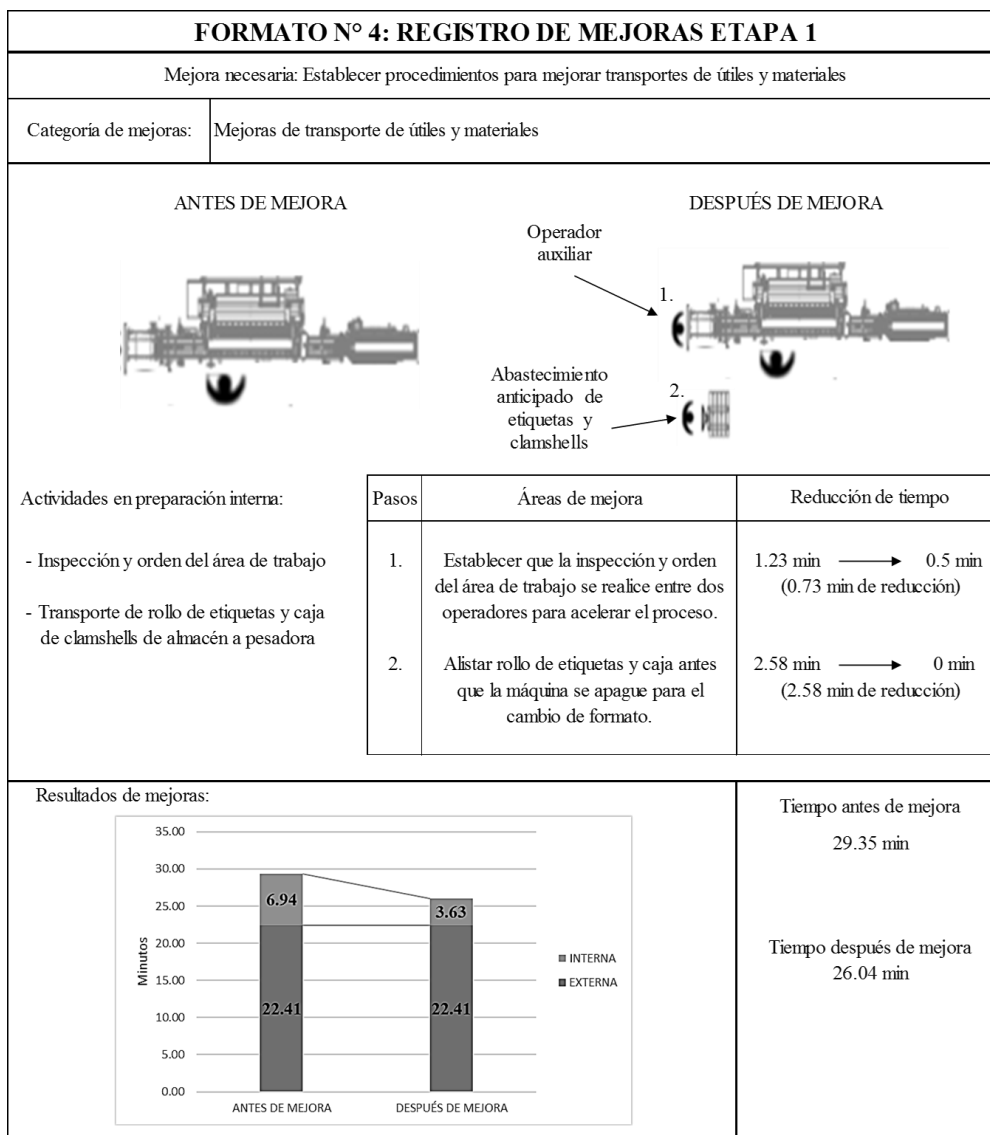 FORMATO N° 4: REGISTRO DE MEJORAS ETAPA 1
Mejora necesaria: Establecer procedimientos para mejorar transportes de útiles y materiales
Categoría de mejoras:
Mejoras de transporte de útiles y materiales
ANTES DE MEJORA
DESPUÉS DE MEJORA
Operador
auxiliar
1.
Abastecimiento
anticipado de
etiquetas y
clamshells
2.
Actividades en preparación interna:
- Inspección y orden del área de trabajo
- Transporte de rollo de etiquetas y caja
de clamshells de almacén a pesadora
Pasos
Áreas de mejora
Reducción de tiempo
1.
Establecer que la inspección y orden
del área de trabajo se realice entre dos
operadores para acelerar el proceso.
1.23 min 0.5 min
(0.73 min de reducción)
2.
Alistar rollo de etiquetas y caja antes
que la máquina se apague para el
cambio de formato.
2.58 min 0 min
(2.58 min de reducción)
Resultados de mejoras:
35.00
30.00
25.00
20.00
15.00
10.00
5.00
0.00
Minutos
6.94
22.41
3.63
22.41
ANTES DE MEJORA
DESPUÉS DE MEJORA
INTERNA
EXTERNA
Tiempo antes de mejora
29.35 min
Tiempo después de mejora
26.04 min